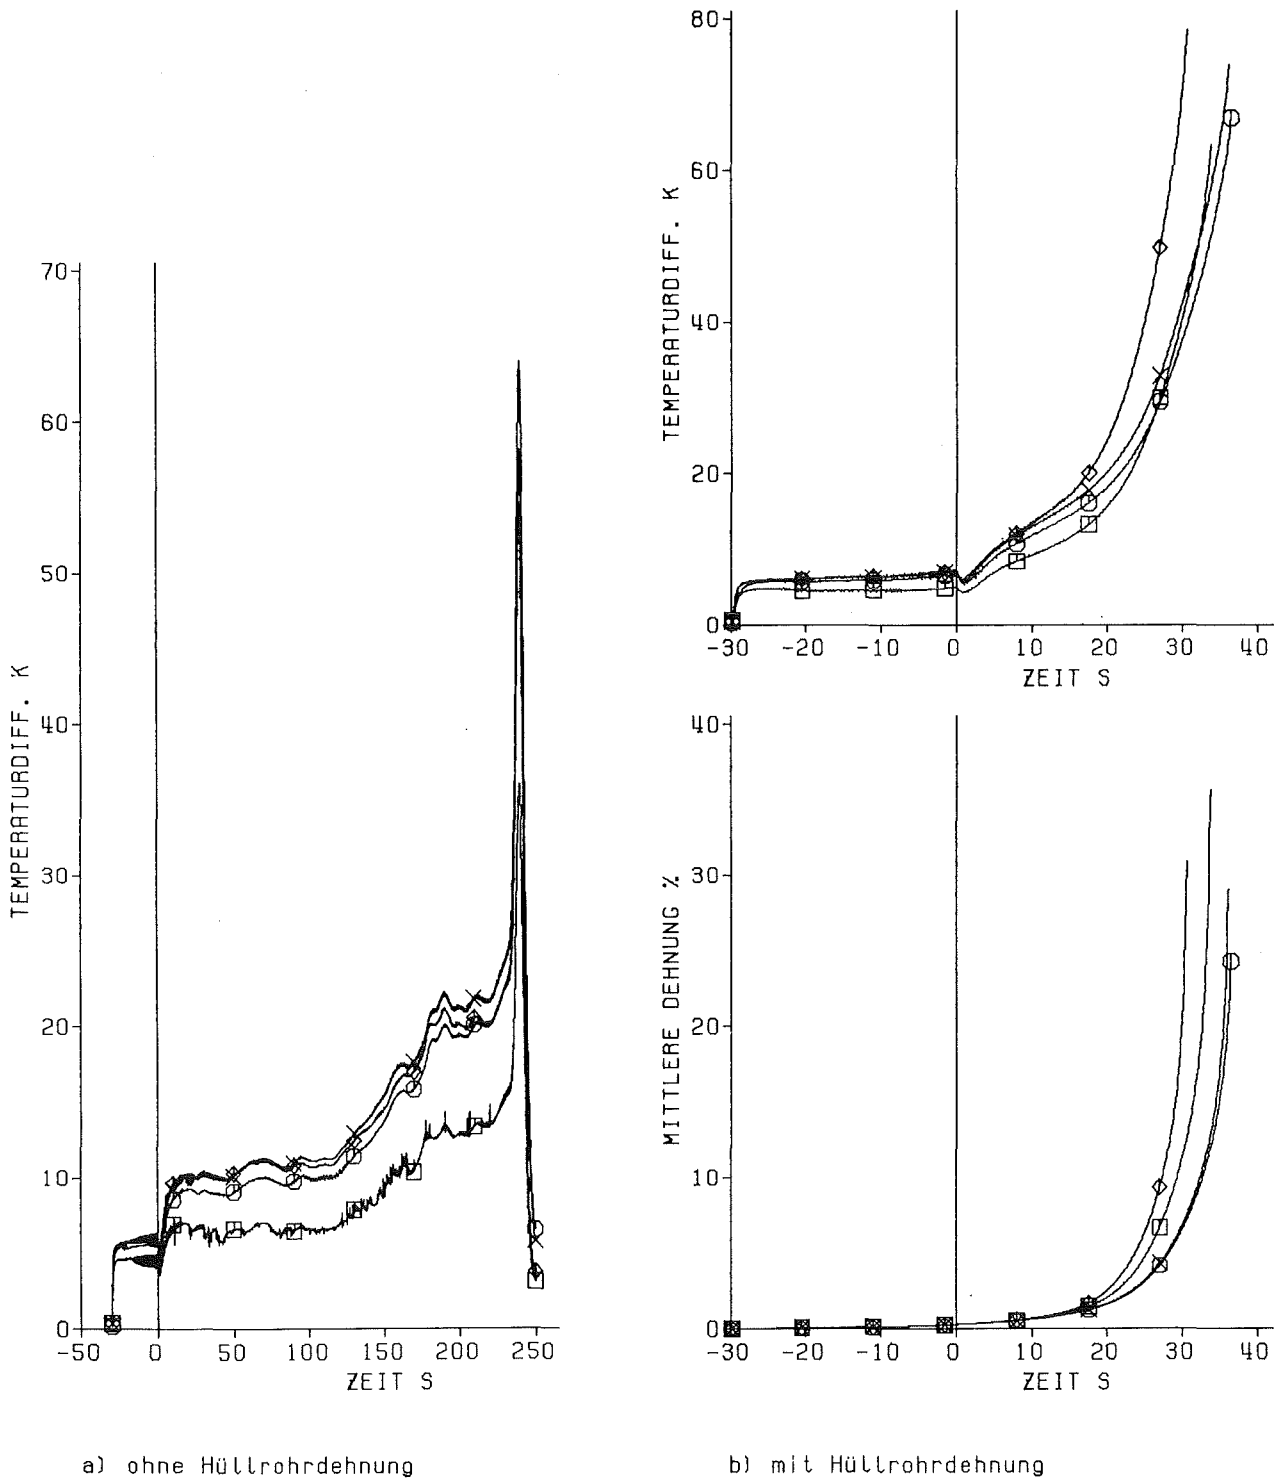 TEMPERATURDIFF. K
70
60
50
40
30
20
10
0
-50 0 50 100 150 200 250
ZEIT S
a) ohne Hüllrohrdehnung
TEMPERATURDIFF. K
80
60
40
20
0
-30 -20 -10 0 10 20 30 40
ZEIT S
MITTLERE DEHNUNG %
40
30
20
10
0
-30 -20 -10 0 10 20 30 40
ZEIT S
b) mit Hüllrohrdehnung